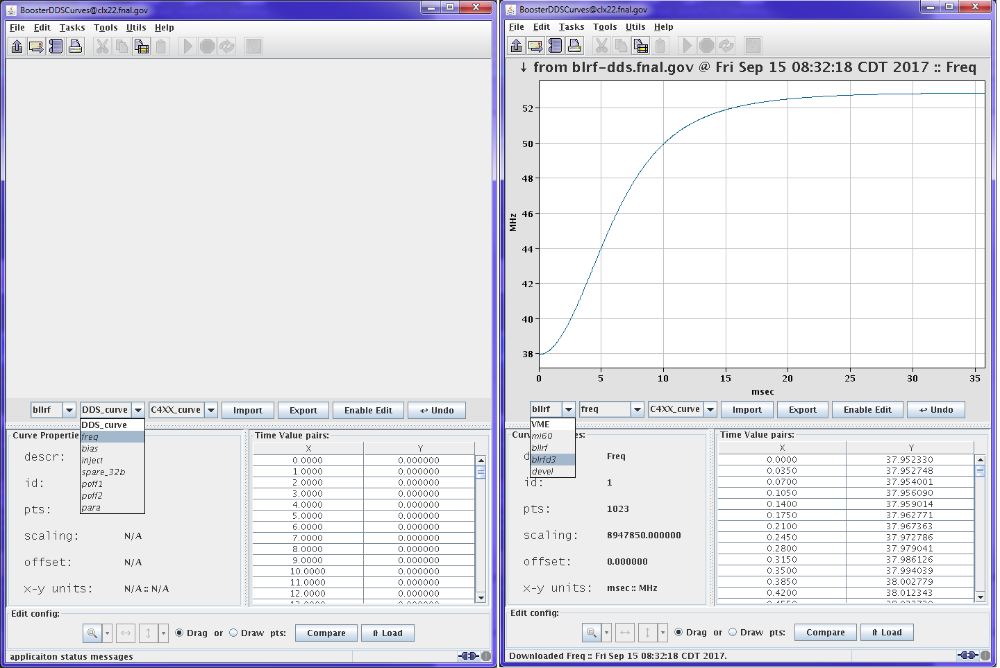 BoosterDDSCurves@clx22.fnal.gov
File Edit Tasks Tools Utils Help
bllrf DDS_curve C4XX_curve Import Export Enable Edit ↩ Undo
DDS_curve
freq
bias
inject
spare_32b
poff1
poff2
para
Curve Propertie
descr:
id:
pts:
scaling: N/A
offset: N/A
x-y units: N/A :: N/A
Time Value pairs:
X Y
0.0000 0.000000
1.0000 0.000000
2.0000 0.000000
3.0000 0.000000
4.0000 0.000000
5.0000 0.000000
6.0000 0.000000
7.0000 0.000000
8.0000 0.000000
9.0000 0.000000
10.0000 0.000000
11.0000 0.000000
12.0000 0.000000
Edit config:
Drag or Draw pts: Compare ⇑ Load
applicaiton status messages
BoosterDDSCurves@clx22.fnal.gov
File Edit Tasks Tools Utils Help
↓ from blrf-dds.fnal.gov @ Fri Sep 15 08:32:18 CDT 2017 :: Freq
MHz
52
50
48
46
44
42
40
38
0 5 10 15 20 25 30 35
msec
bllrf freq C4XX_curve Import Export Enable Edit ↩ Undo
VME
mi60
bllrf
blrfd3
devel
Curv es:
d Freq
id: 1
pts: 1023
scaling: 8947850.000000
offset: 0.000000
x-y units: msec :: MHz
Time Value pairs:
X Y
0.0000 37.952330
0.0350 37.952748
0.0700 37.954001
0.1050 37.956090
0.1400 37.959014
0.1750 37.962771
0.2100 37.967363
0.2450 37.972786
0.2800 37.979041
0.3150 37.986126
0.3500 37.994039
0.3850 38.002779
0.4200 38.012343
Edit config:
Drag or Draw pts: Compare ⇑ Load
Downloaded Freq :: Fri Sep 15 08:32:18 CDT 2017.